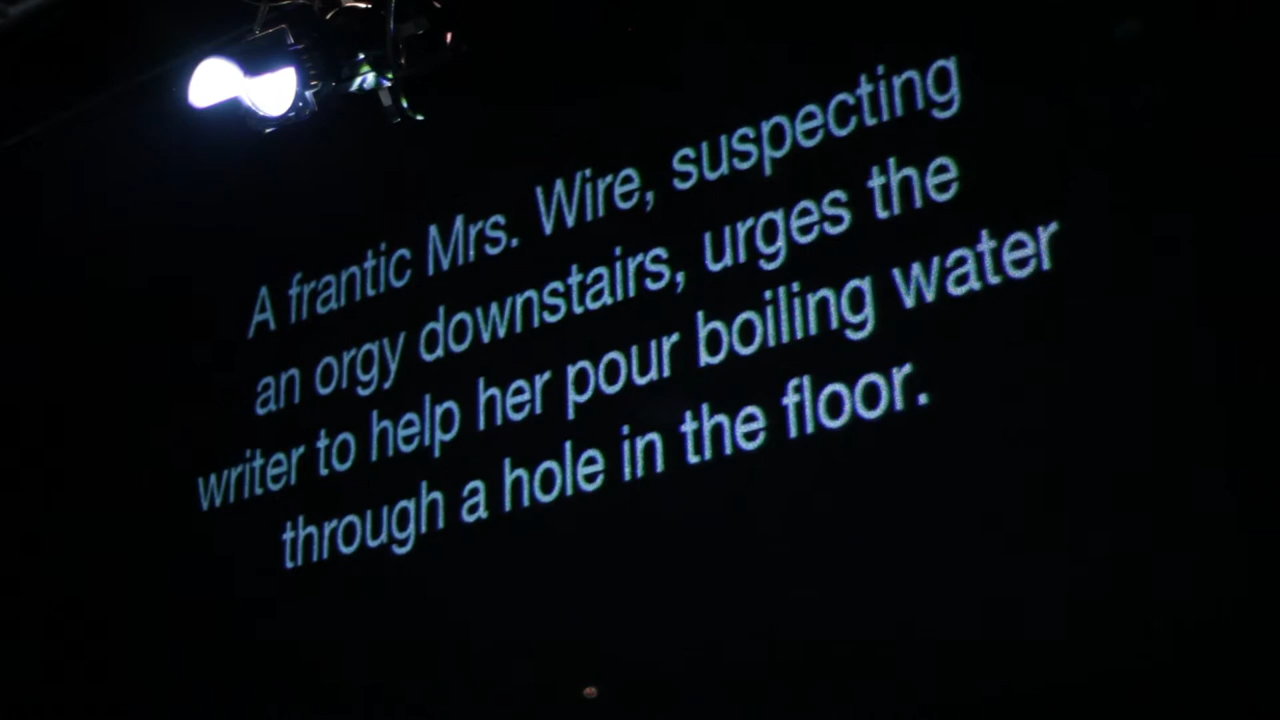 A frantic Mrs. Wire, suspecting
an orgy downstairs, urges the
writer to help her pour boiling water
through a hole in the floor.